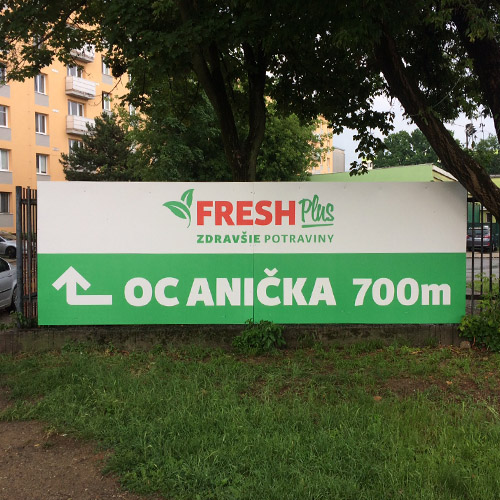 FRESH Plus
ZDRAVŠIE POTRAVINY
OC ANIČKA 700m